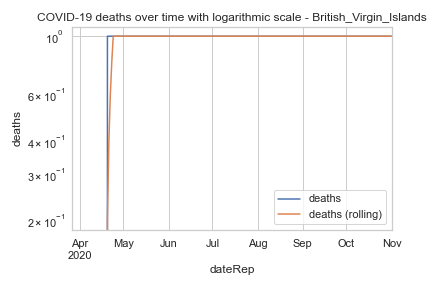 COVID-19 deaths over time with logarithmic scale - British_Virgin_Islands
10⁰
6 × 10⁻¹
4 × 10⁻¹
3 × 10⁻¹
2 × 10⁻¹
deaths
deaths
deaths (rolling)
Apr May Jun Jul Aug Sep Oct Nov
2020
dateRep